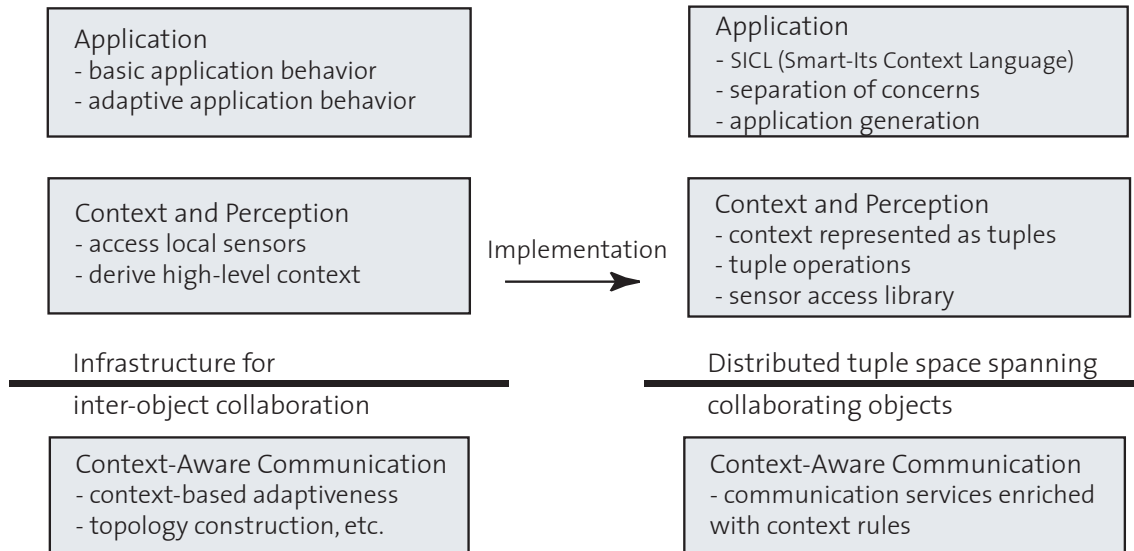 Application
- basic application behavior
- adaptive application behavior
Context and Perception
- access local sensors
- derive high-level context
Infrastructure for
inter-object collaboration
Context-Aware Communication
- context-based adaptiveness
- topology construction, etc.
Implementation
Application
- SICL (Smart-Its Context Language)
- separation of concerns
- application generation
Context and Perception
- context represented as tuples
- tuple operations
- sensor access library
Distributed tuple space spanning
collaborating objects
Context-Aware Communication
- communication services enriched
with context rules